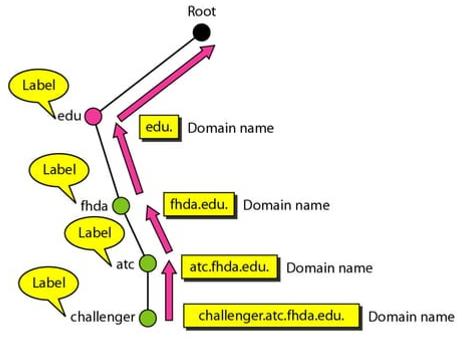 Root
Label
edu
edu. Domain name
Label
fhda
fhda.edu. Domain name
Label
atc
atc.fhda.edu. Domain name
Label
challenger
challenger.atc.fhda.edu. Domain name